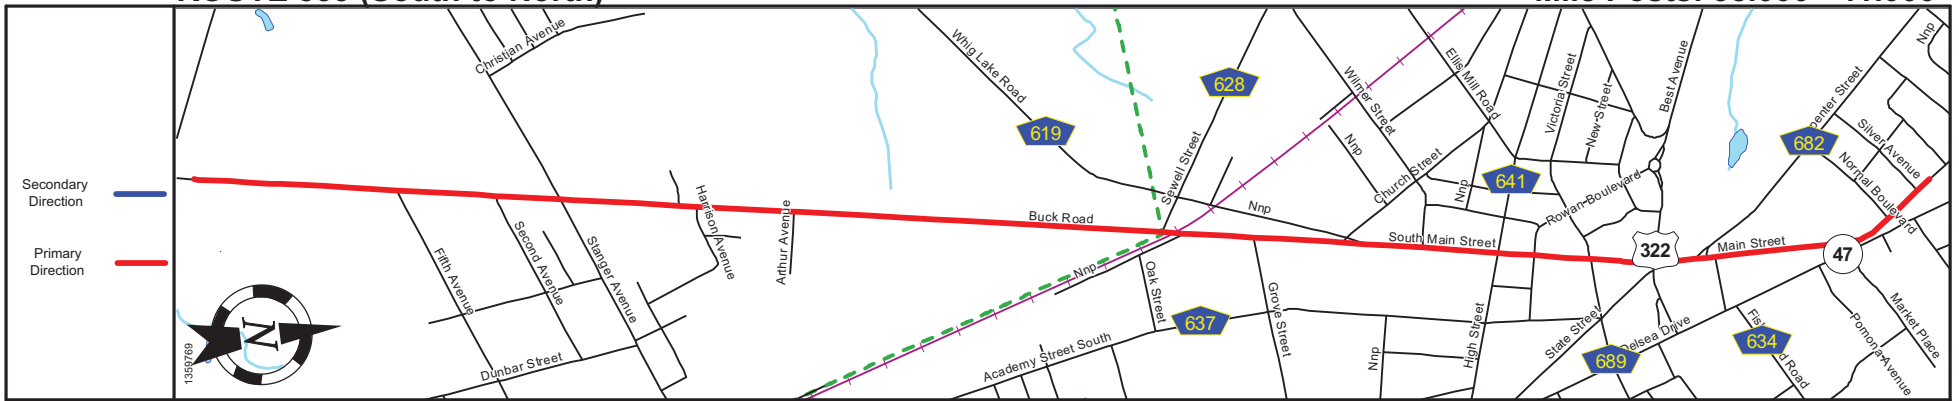 Secondary
Direction
Primary
Direction
1359769
N
Christian Avenue
Fifth Avenue
Second Avenue
Stanger Avenue
Dunbar Street
Harrison Avenue
Arthur Avenue
Whig Lake Road
619
Buck Road
Nnp
Sewell Street
628
Nnp
Oak Street
637
Academy Street South
Grove Street
Wilmer Street
Nnp
Church Street
Ellis Mill Road
Nnp
641
South Main Street
Nnp
High Street
Victoria Street
New Street
Rowan Boulevard
Best Avenue
322
State Street
689
elsea Drive
Main Street
47
634
d Road
Pomona Avenue
Market Place
682
penter Street
Silver Avenue
Normal Boulevard
Nnp